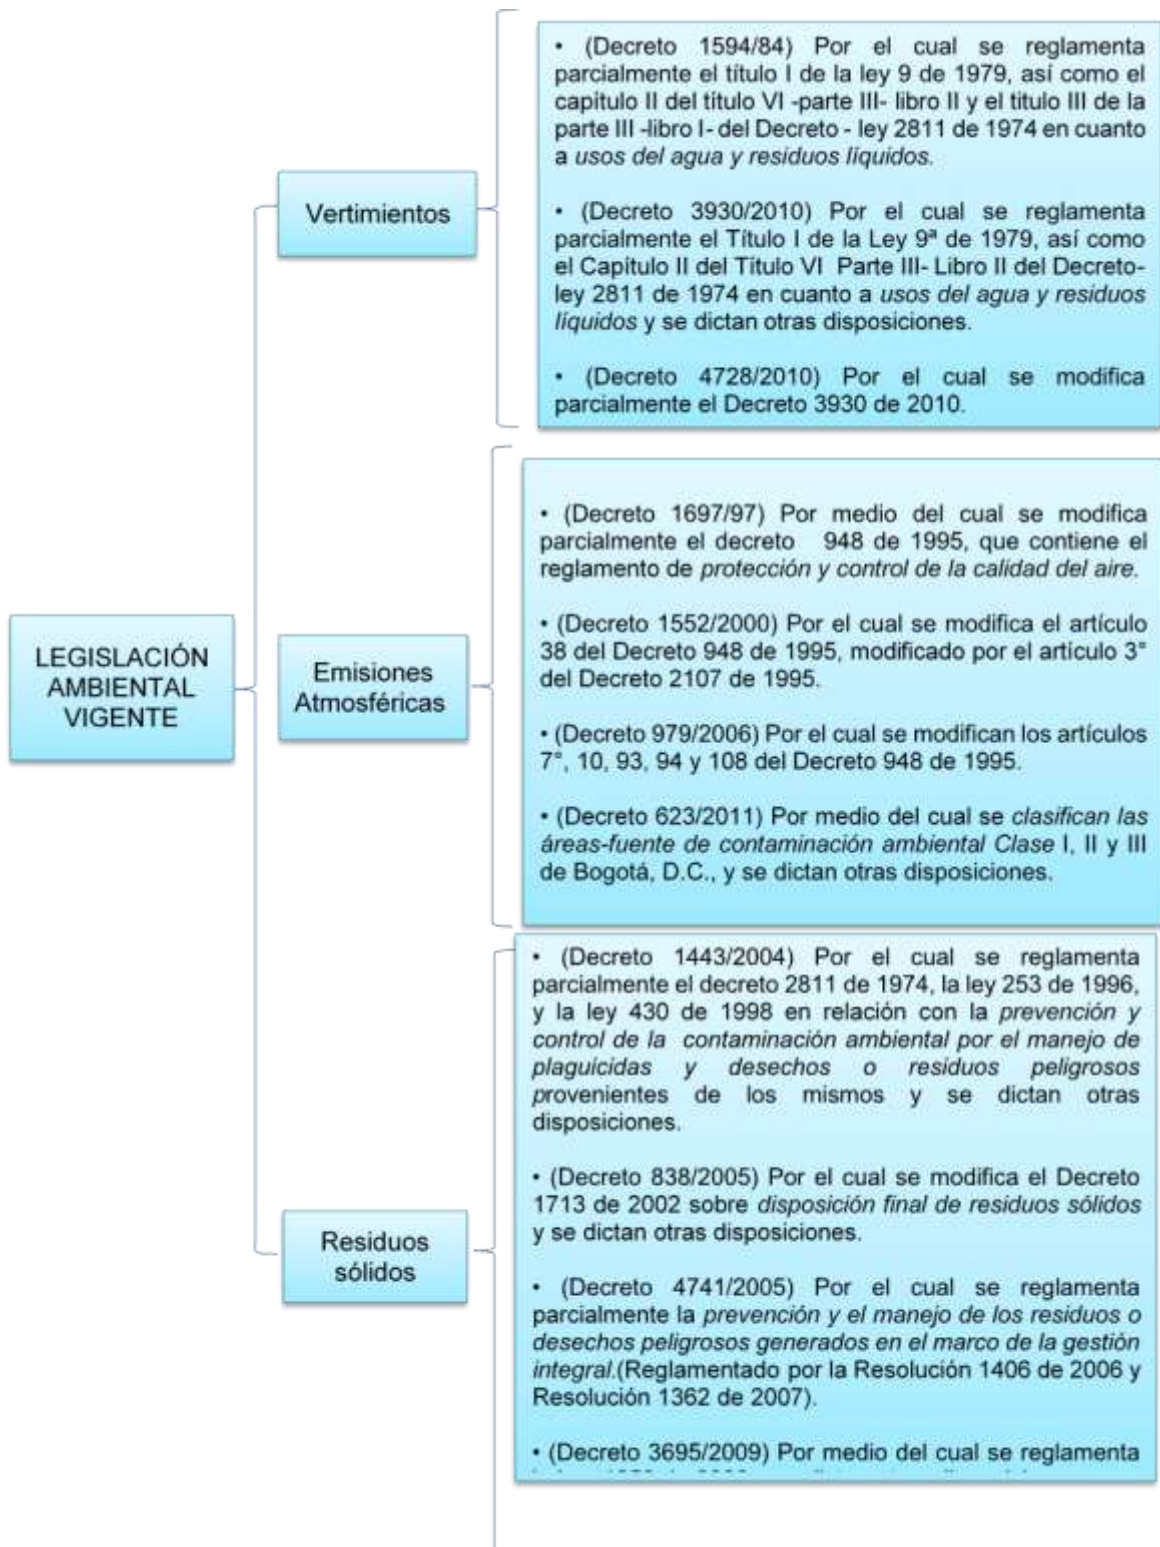 LEGISLACIÓN
AMBIENTAL
VIGENTE
Vertimientos
• (Decreto 1594/84) Por el cual se reglamenta
parcialmente el título I de la ley 9 de 1979, así como el
capitulo II del título VI -parte III- libro II y el titulo III de la
parte III -libro I- del Decreto - ley 2811 de 1974 en cuanto
a usos del agua y residuos líquidos.
• (Decreto 3930/2010) Por el cual se reglamenta
parcialmente el Título I de la Ley 9ª de 1979, así como
el Capítulo II del Título VI Parte III- Libro II del Decreto-
ley 2811 de 1974 en cuanto a usos del agua y residuos
líquidos y se dictan otras disposiciones.
• (Decreto 4728/2010) Por el cual se modifica
parcialmente el Decreto 3930 de 2010.
Emisiones
Atmosféricas
• (Decreto 1697/97) Por medio del cual se modifica
parcialmente el decreto 948 de 1995, que contiene el
reglamento de protección y control de la calidad del aire.
• (Decreto 1552/2000) Por el cual se modifica el artículo
38 del Decreto 948 de 1995, modificado por el artículo 3°
del Decreto 2107 de 1995.
• (Decreto 979/2006) Por el cual se modifican los artículos
7°, 10, 93, 94 y 108 del Decreto 948 de 1995.
• (Decreto 623/2011) Por medio del cual se clasifican las
áreas-fuente de contaminación ambiental Clase I, II y III
de Bogotá, D.C., y se dictan otras disposiciones.
Residuos
sólidos
• (Decreto 1443/2004) Por el cual se reglamenta
parcialmente el decreto 2811 de 1974, la ley 253 de 1996,
y la ley 430 de 1998 en relación con la prevención y
control de la contaminación ambiental por el manejo de
plaguicidas y desechos o residuos peligrosos
provenientes de los mismos y se dictan otras
disposiciones.
• (Decreto 838/2005) Por el cual se modifica el Decreto
1713 de 2002 sobre disposición final de residuos sólidos
y se dictan otras disposiciones.
• (Decreto 4741/2005) Por el cual se reglamenta
parcialmente la prevención y el manejo de los residuos o
desechos peligrosos generados en el marco de la gestión
integral.(Reglamentado por la Resolución 1406 de 2006 y
Resolución 1362 de 2007).
• (Decreto 3695/2009) Por medio del cual se reglamenta